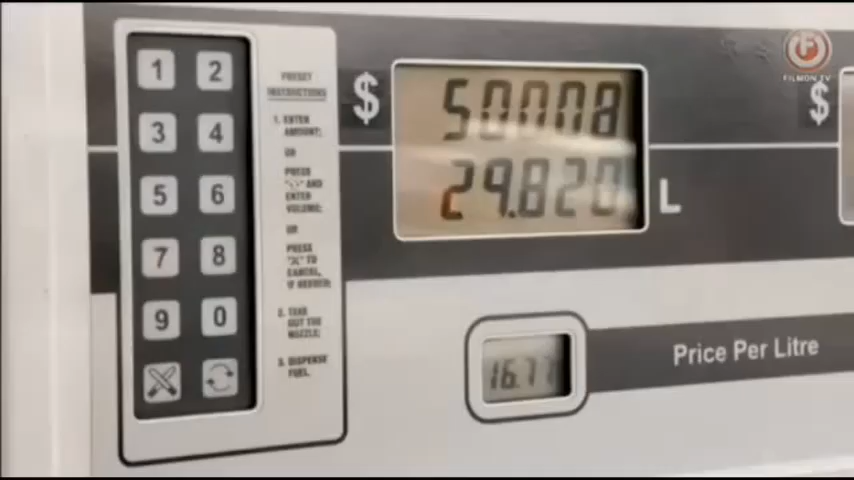 FILMON TV
1 2
3 4
5 6
7 8
9 0
PRESET
INSTRUCTIONS
1. ENTER
AMOUNT;
OR
PRESS
AND
ENTER
VOLUME;
OR
PRESS
TO
CANCEL,
IF NEEDED;
2. TAKE
OUT THE
NOZZLE;
3. DISPENSE
FUEL.
$
50008
29.820
L
$
16.77
Price Per Litre